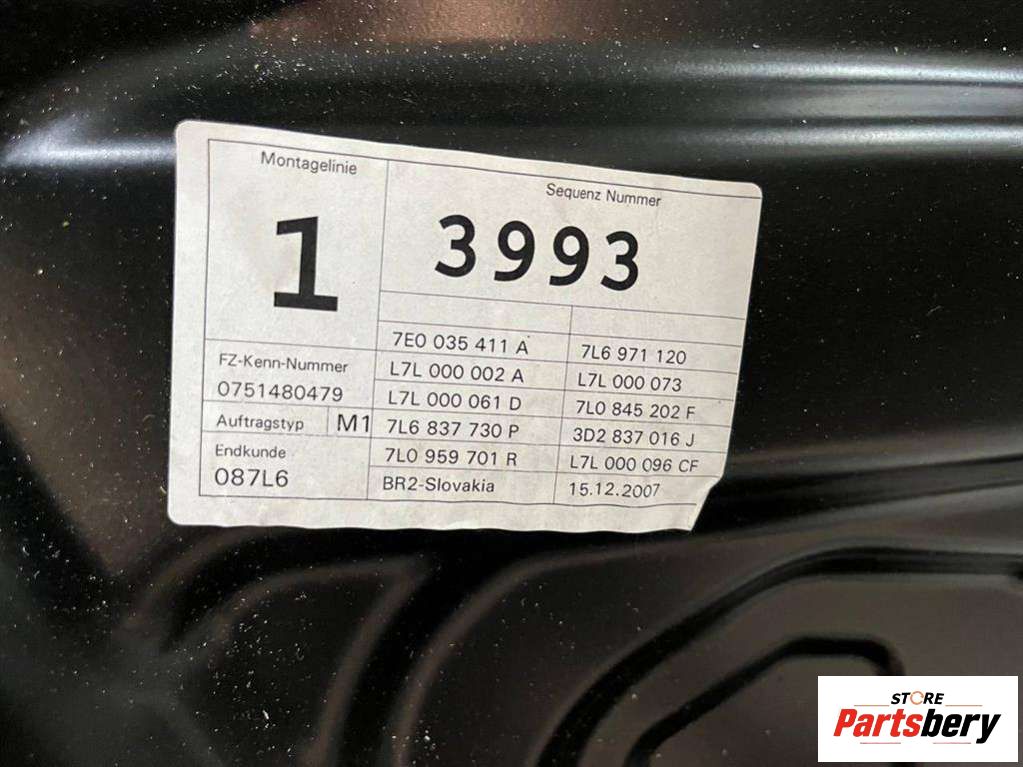 Montagelinie
1
Sequenz Nummer
3993
7E0 035 411 A 7L6 971 120
FZ-Kenn-Nummer
0751480479
L7L 000 002 A L7L 000 073
L7L 000 061 D 7L0 845 202 F
Auftragstyp M1
7L6 837 730 P 3D2 837 016 J
Endkunde
087L6
7L0 959 701 R L7L 000 096 CF
BR2-Slovakia 15.12.2007
STORE
Partsbery